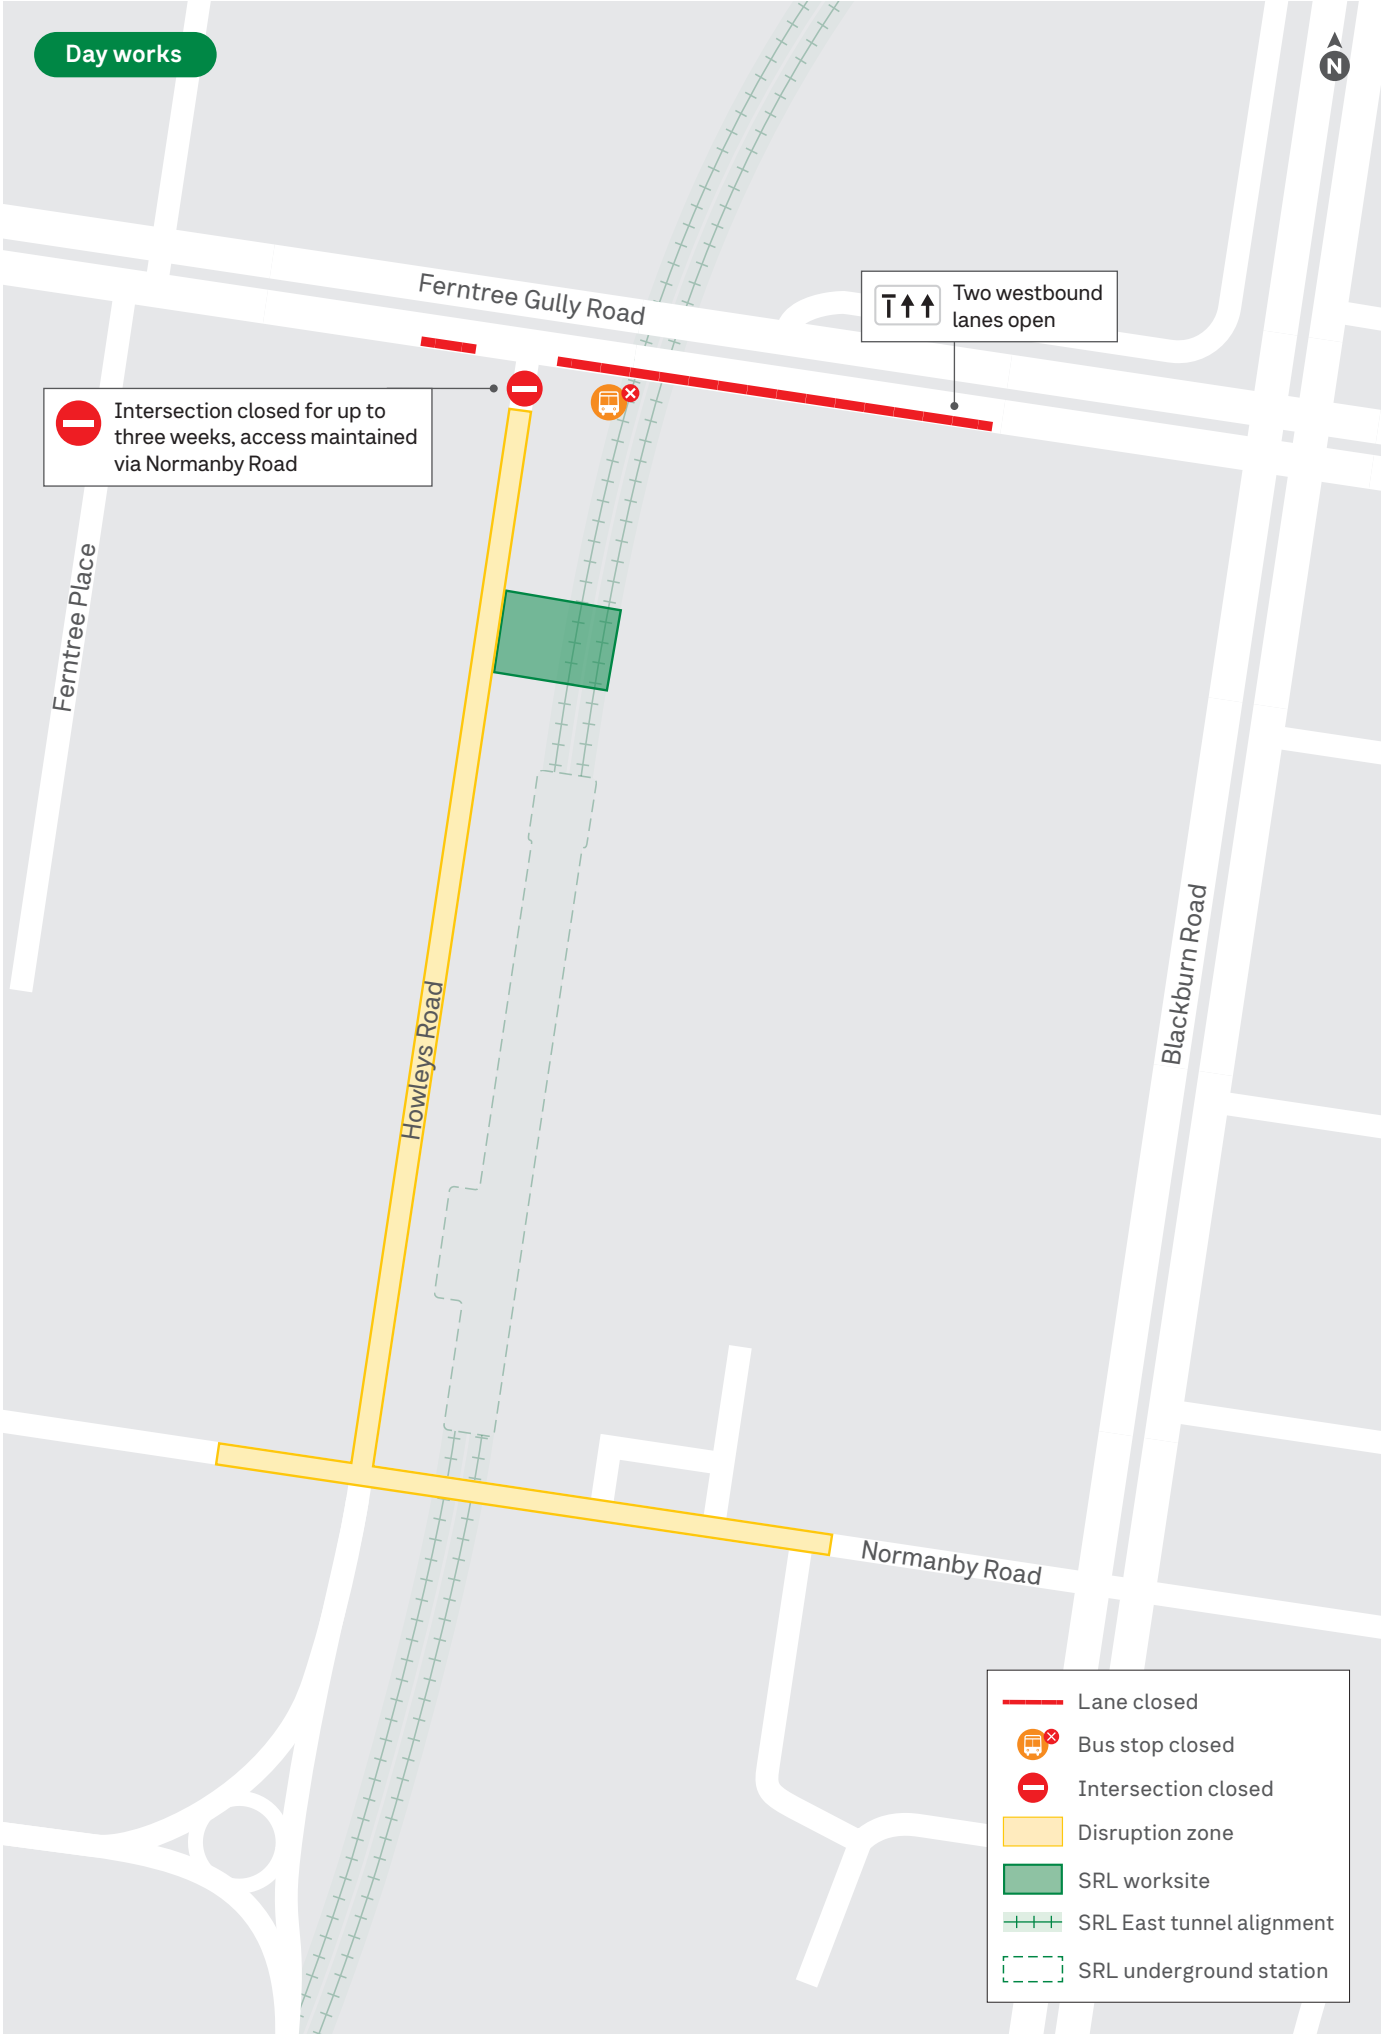 Day works
N
Ferntree Gully Road
Two westbound
lanes open
Intersection closed for up to
three weeks, access maintained
via Normanby Road
Ferntree Place
Howleys Road
Blackburn Road
Normanby Road
Lane closed
Bus stop closed
Intersection closed
Disruption zone
SRL worksite
SRL East tunnel alignment
SRL underground station